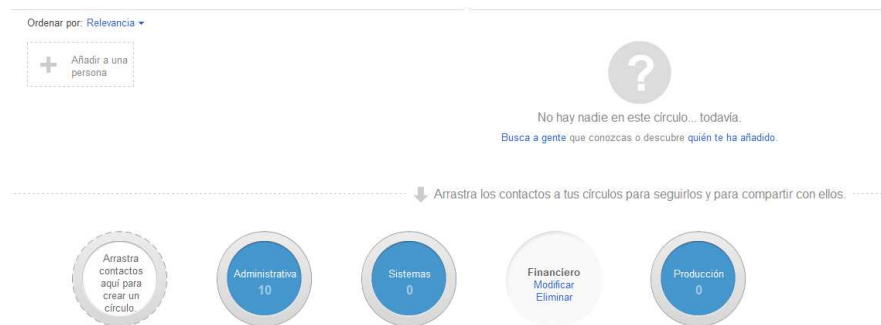 Ordenar por: Relevancia
Añadir a una
persona
?
No hay nadie en este círculo... todavía.
Busca a gente que conozcas o descubre quién te ha añadido.
Arrastra los contactos a tus círculos para seguirlos y para compartir con ellos.
Arrastra
contactos
aquí para
crear un
círculo
Administrativa
10
Sistemas
0
Financiero
Modificar
Eliminar
Producción
0